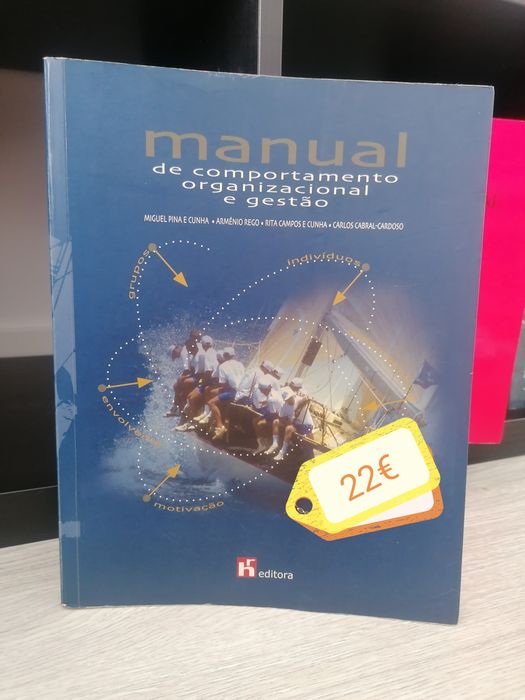 manual
de comportamento
organizacional
e gestão
MIGUEL PINA E CUNHA • ARMÉNIO REGO • RITA CAMPOS E CUNHA • CARLOS CABRAL-CARDOSO
grupos
indivíduos
motivação
22€
editora